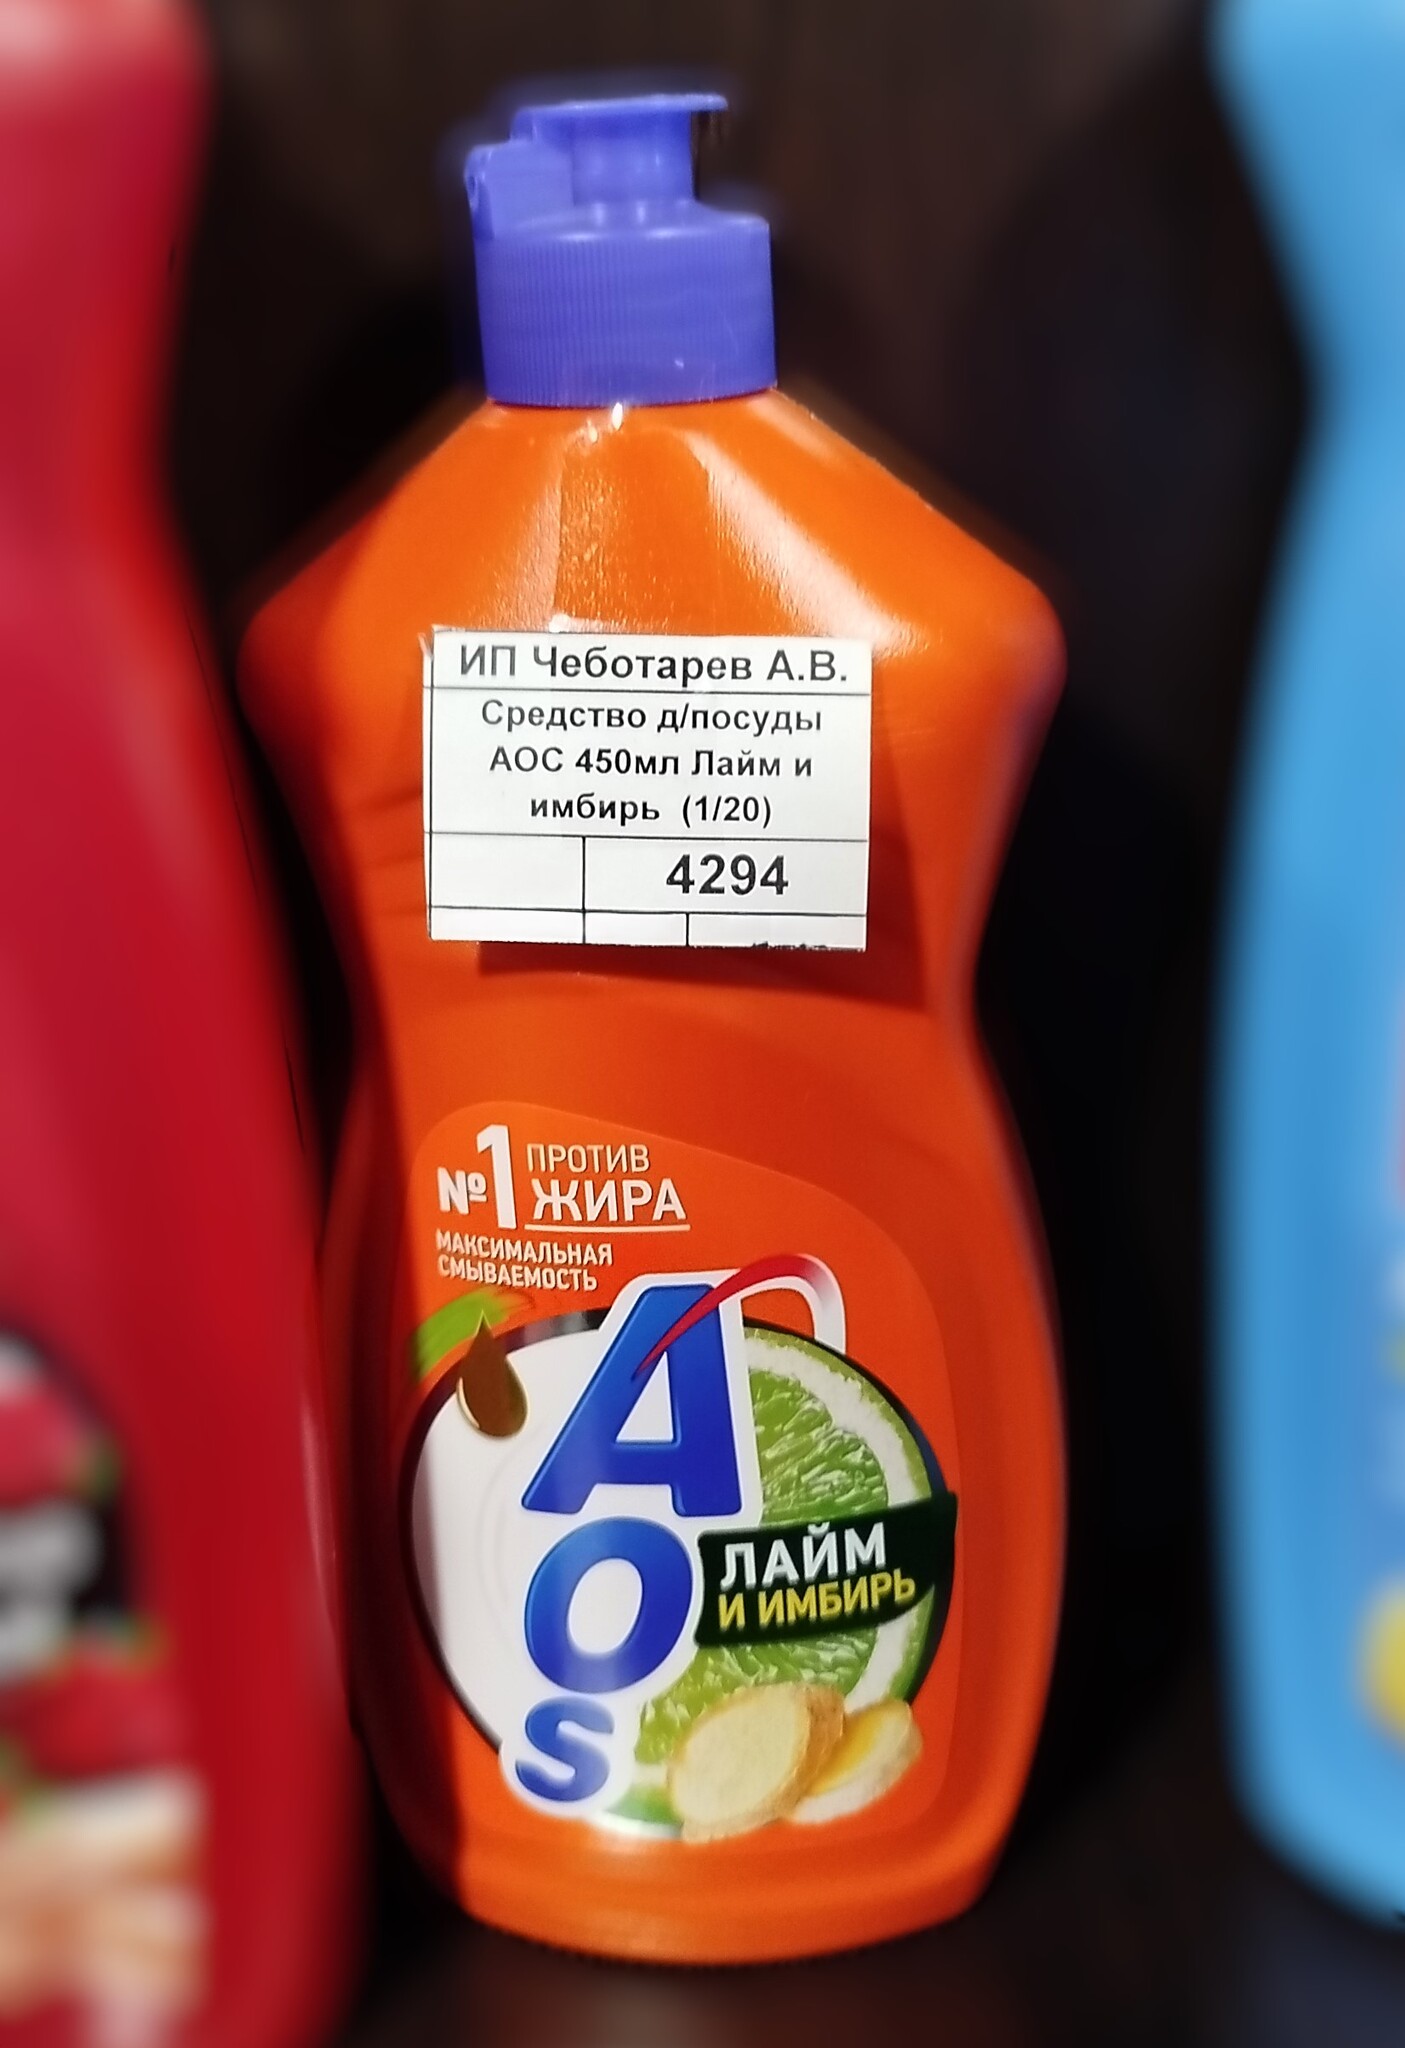 ИП Чеботарев А.В.
Средство д/посуды
АОС 450мл Лайм и
имбирь (1/20)
4294
№1 ПРОТИВ
ЖИРА
МАКСИМАЛЬНАЯ
СМЫВАЕМОСТЬ
AOS
ЛАЙМ
И ИМБИРЬ